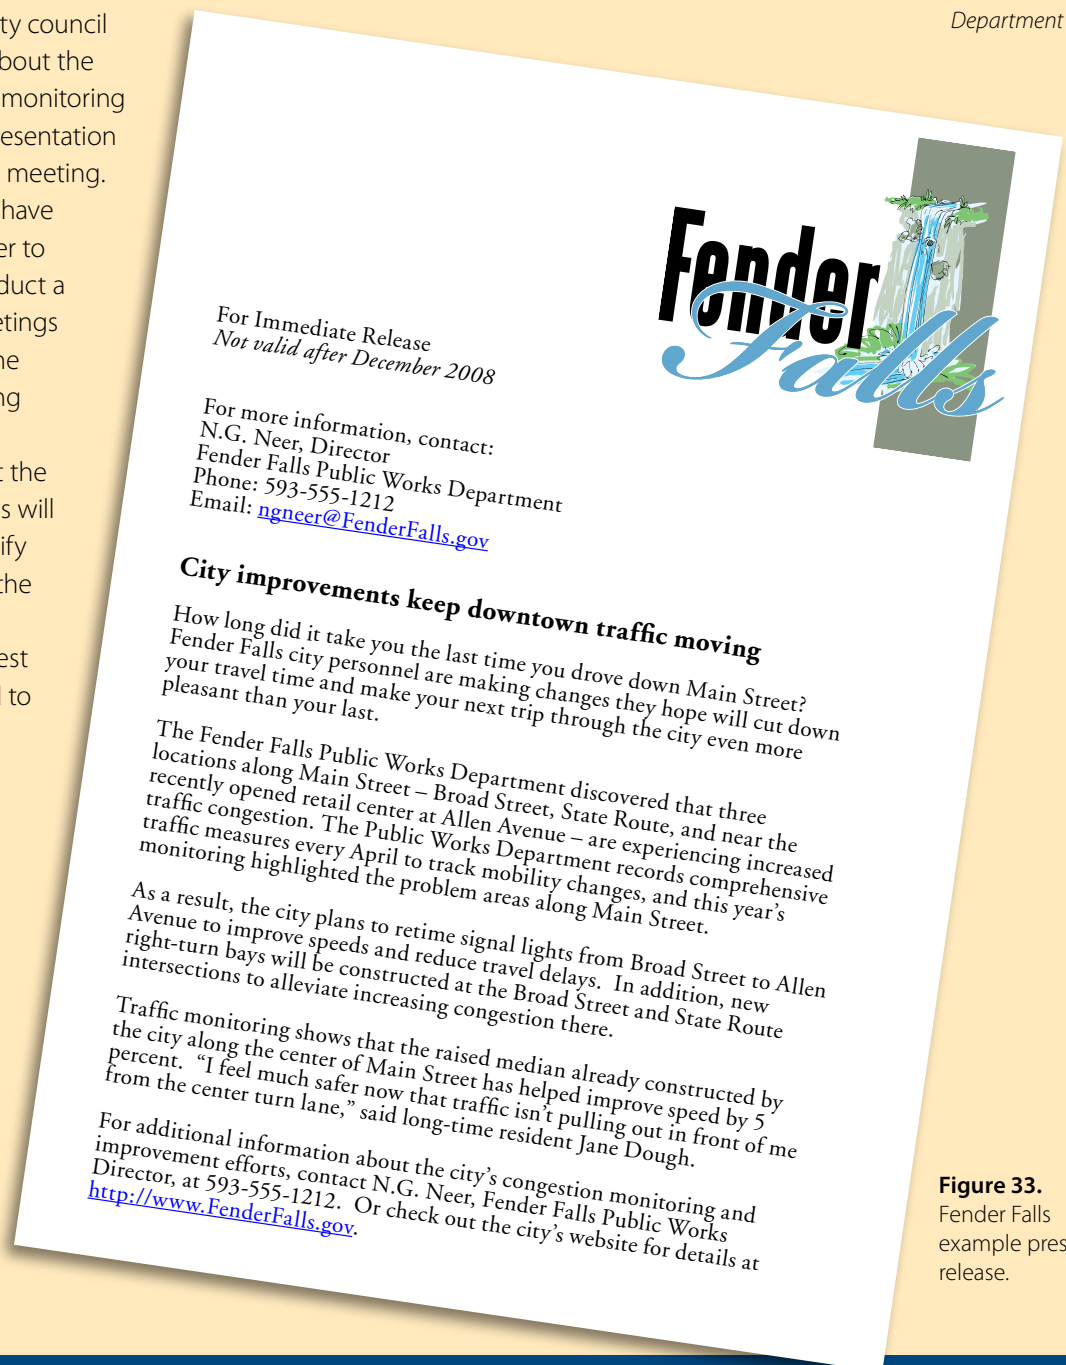 ty council
bout the
monitoring
esentation
meeting.
have
er to
duct a
etings
ne
ng
t the
s will
ify
the
est
l to
Department
Fender
Falls
For Immediate Release
Not valid after December 2008
For more information, contact:
N.G. Neer, Director
Fender Falls Public Works Department
Phone: 593-555-1212
Email: ngneer@FenderFalls.gov
City improvements keep downtown traffic moving
How long did it take you the last time you drove down Main Street?
Fender Falls city personnel are making changes they hope will cut down
your travel time and make your next trip through the city even more
pleasant than your last.
The Fender Falls Public Works Department discovered that three
locations along Main Street – Broad Street, State Route, and near the
recently opened retail center at Allen Avenue – are experiencing increased
traffic congestion. The Public Works Department records comprehensive
traffic measures every April to track mobility changes, and this year’s
monitoring highlighted the problem areas along Main Street.
As a result, the city plans to retime signal lights from Broad Street to Allen
Avenue to improve speeds and reduce travel delays.  In addition, new
right-turn bays will be constructed at the Broad Street and State Route
intersections to alleviate increasing congestion there.
Traffic monitoring shows that the raised median already constructed by
the city along the center of Main Street has helped improve speed by 5
percent.  “I feel much safer now that traffic isn’t pulling out in front of me
from the center turn lane,” said long-time resident Jane Dough.
For additional information about the city’s congestion monitoring and
improvement efforts, contact N.G. Neer, Fender Falls Public Works
Director, at 593-555-1212.  Or check out the city’s website for details at
http://www.FenderFalls.gov.
Figure 33.
Fender Falls
example pres
release.